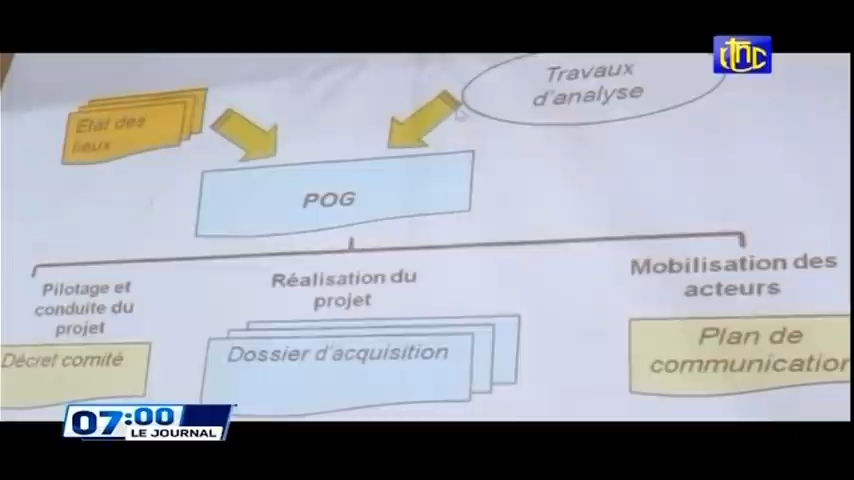 rtnc
Travaux
d'analyse
Etat des
lieux
POG
Pilotage et
conduite du
projet
Réalisation du
projet
Mobilisation des
acteurs
Décret comité
Dossier d'acquisition
Plan de
communication
07:00
LE JOURNAL